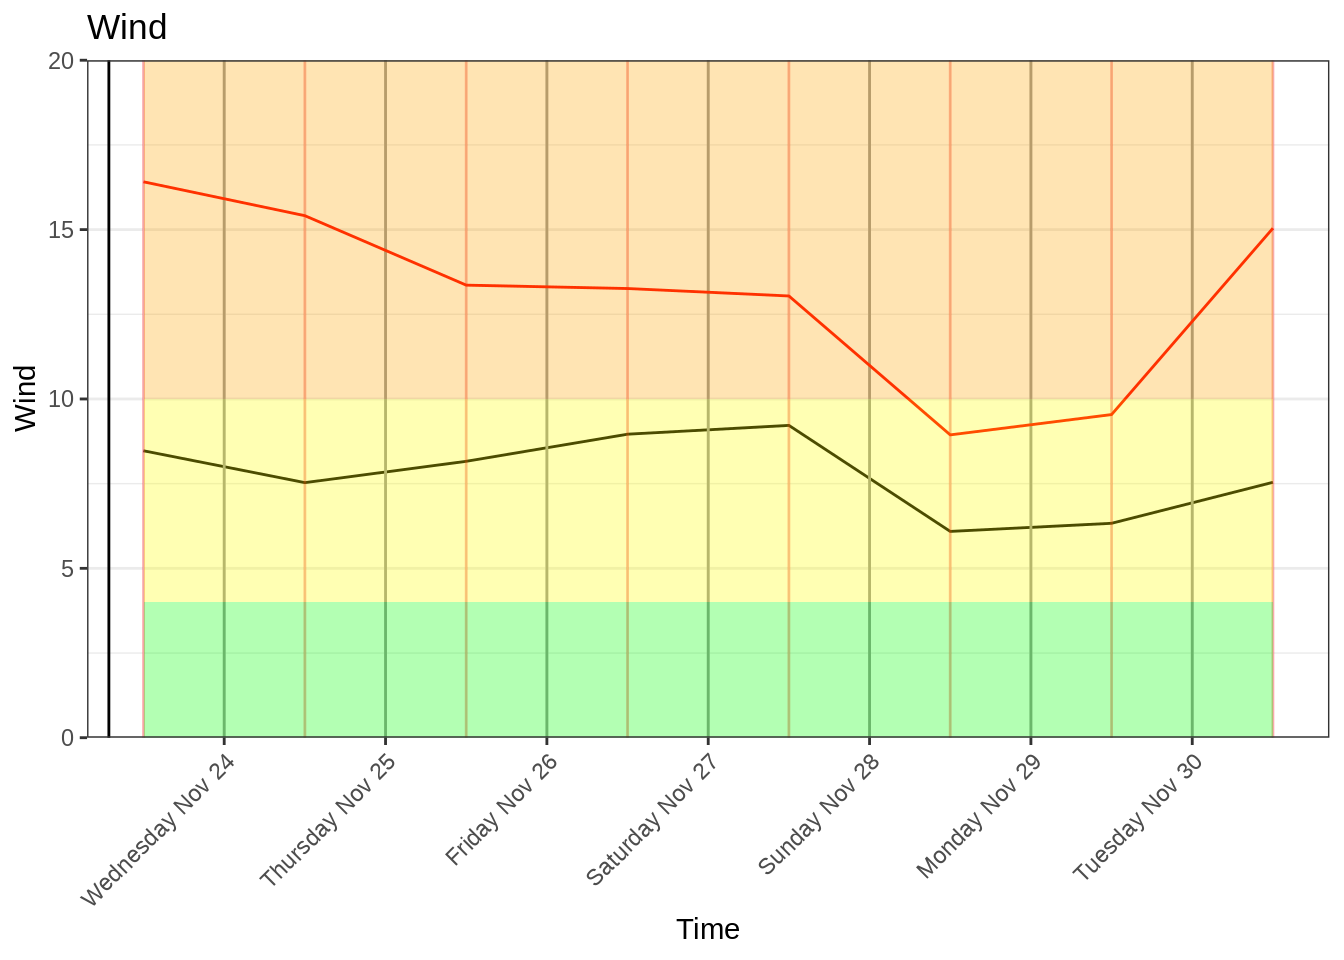 Wind
20
15
10
5
0
Wind
Wednesday Nov 24
Thursday Nov 25
Friday Nov 26
Saturday Nov 27
Sunday Nov 28
Monday Nov 29
Tuesday Nov 30
Time